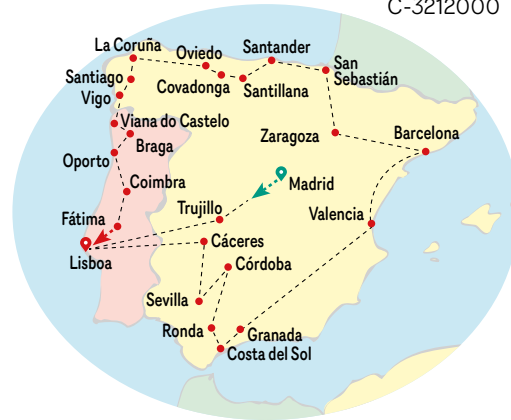 C-3212000
La Coruña
Oviedo
Santander
San
Sebastián
Santiago
Covadonga
Santillana
Vigo
Viana do Castelo
Braga
Zaragoza
Barcelona
Oporto
Coimbra
Madrid
Trujillo
Valencia
Fátima
Cáceres
Lisboa
Córdoba
Sevilla
Ronda
Granada
Costa del Sol